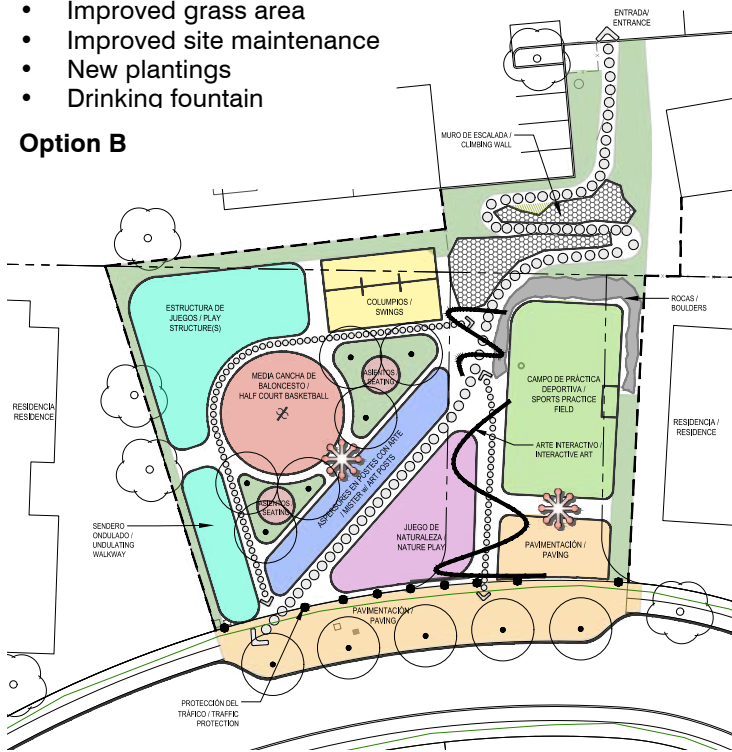 • Improved grass area
• Improved site maintenance
• New plantings
• Drinking fountain
Option B
ENTRADA/
ENTRANCE
MURO DE ESCALADA /
CLIMBING WALL
ROCAS /
BOULDERS
ESTRUCTURA DE
JUEGOS / PLAY
STRUCTURE(S)
COLUMPIOS /
SWINGS
MEDIA CANCHA DE
BALONCESTO /
HALF COURT BASKETBALL
ASIENTOS /
SEATING
CAMPO DE PRÁCTICA
DEPORTIVA /
SPORTS PRACTICE
FIELD
RESIDENCIA
RESIDENCE
RESIDENCIA /
RESIDENCE
ARTE INTERACTIVO /
INTERACTIVE ART
ASPERSORES EN POSTES CON ARTE
/ MISTER w/ ART POSTS
ASIENTOS /
SEATING
SENDERO
ONDULADO /
UNDULATING
WALKWAY
JUEGO DE
NATURALEZA /
NATURE PLAY
PAVIMENTACIÓN /
PAVING
PAVIMENTACIÓN /
PAVING
PROTECCIÓN DEL
TRÁFICO / TRAFFIC
PROTECTION